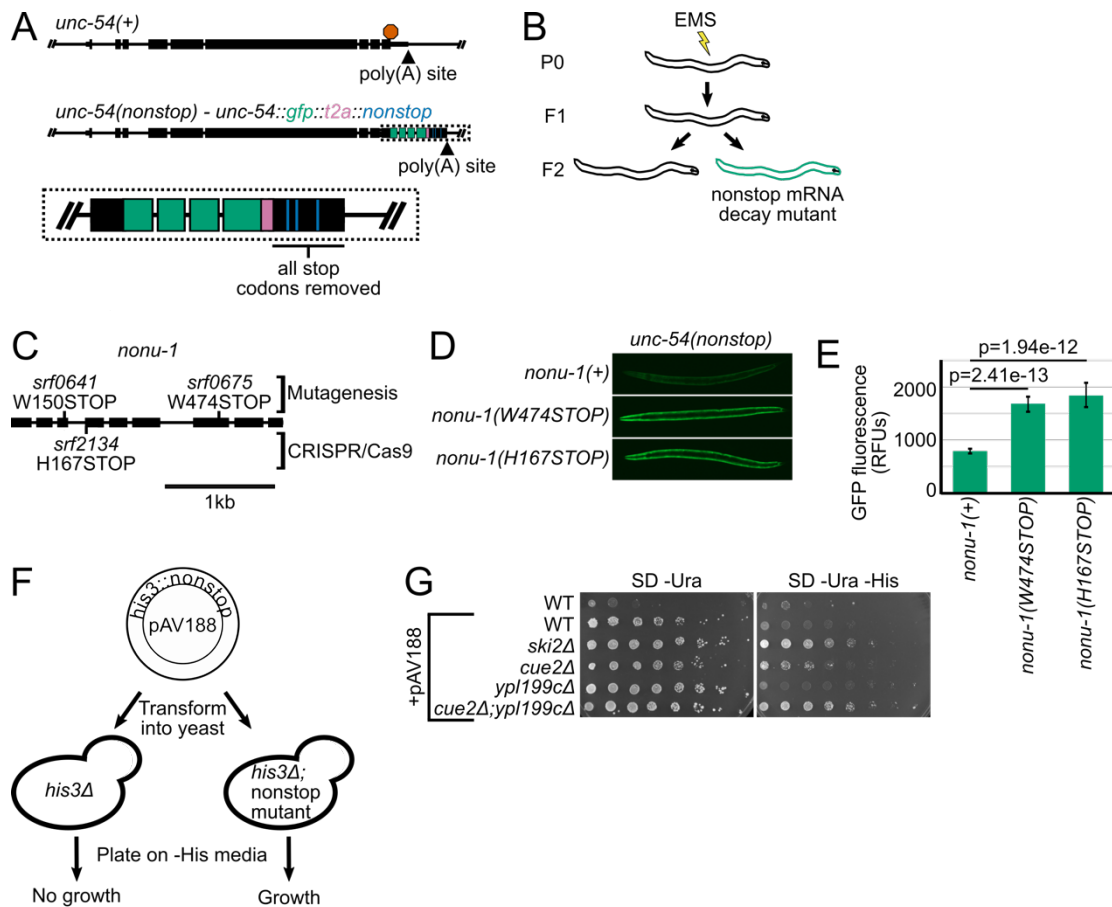 A
unc-54(+)
poly(A) site
unc-54(nonstop) - unc-54::gfp::t2a::nonstop
poly(A) site
all stop
codons removed
B
EMS
P0
F1
F2
nonstop mRNA
decay mutant
C
nonu-1
srf0641
W150STOP
srf0675
W474STOP
Mutagenesis
srf2134
H167STOP
CRISPR/Cas9
1kb
D
unc-54(nonstop)
nonu-1(+)
nonu-1(W474STOP)
nonu-1(H167STOP)
E
p=1.94e-12
p=2.41e-13
GFP fluorescence
(RFUs)
2000
1000
0
nonu-1(+)
nonu-1(W474STOP)
nonu-1(H167STOP)
F
his3::nonstop
pAV188
Transform
into yeast
his3Δ
his3Δ;
nonstop
mutant
Plate on -His media
No growth
Growth
G
SD -Ura
SD -Ura -His
+pAV188
WT
WT
ski2Δ
cue2Δ
ypl199cΔ
cue2Δ;ypl199cΔ